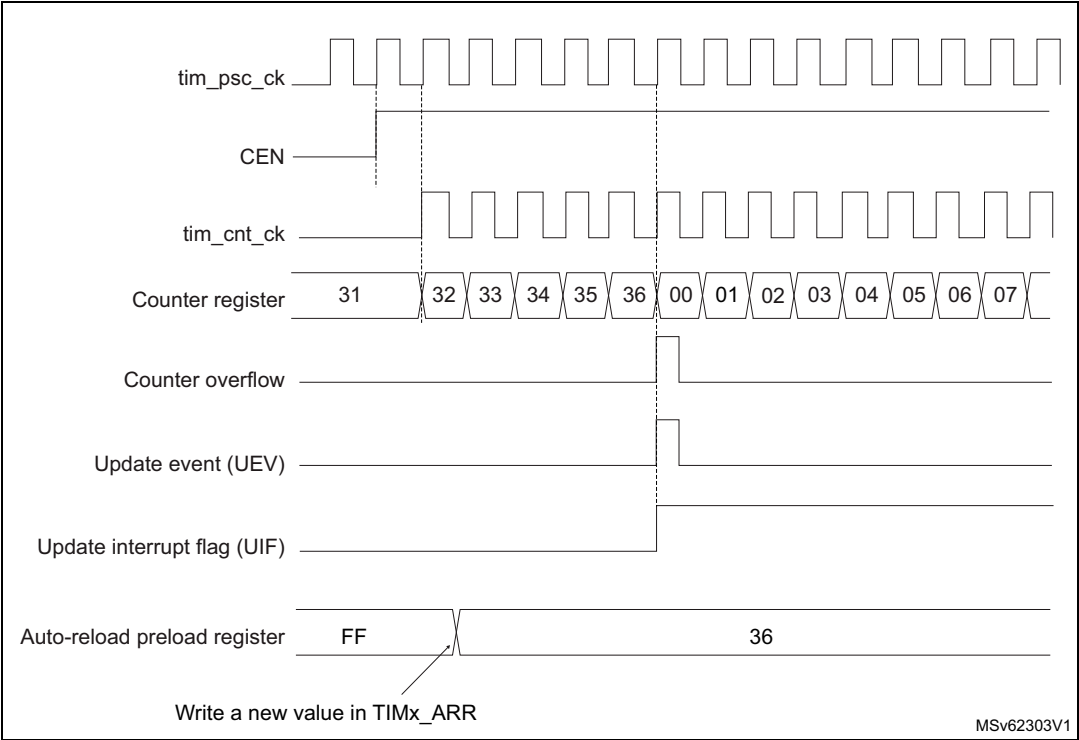 tim_psc_ck
CEN
tim_cnt_ck
Counter register 31 32 33 34 35 36 00 01 02 03 04 05 06 07
Counter overflow
Update event (UEV)
Update interrupt flag (UIF)
Auto-reload preload register FF 36
Write a new value in TIMx_ARR
MSv62303V1